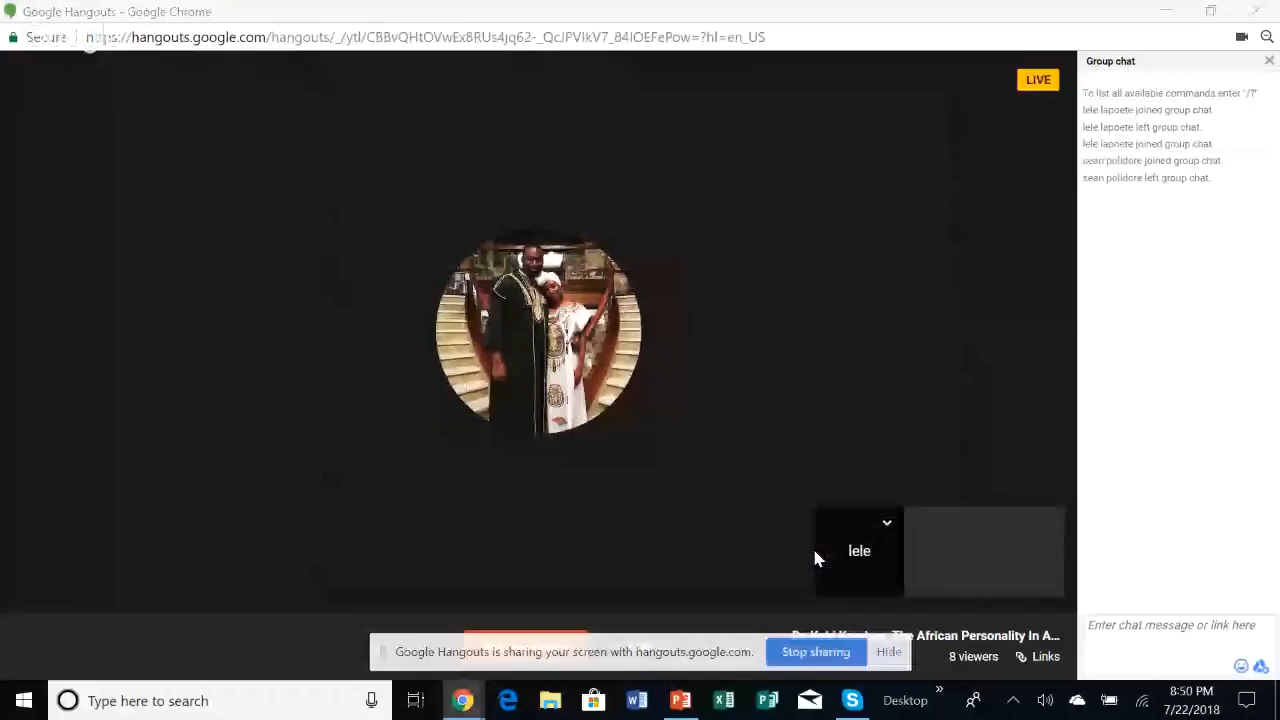 Google Hangouts - Google Chrome
Secure
https://hangouts.google.com/hangouts/_/ytl/
?hl=en_US
LIVE
Group chat
To list all available commands enter "/?"
lele lapoete joined group chat.
lele lapoete left group chat.
lele lapoete joined group chat.
sean polidore joined group chat.
sean polidore left group chat.
lele
The African Personality In A...
Google Hangouts is sharing your screen with hangouts.google.com.
Stop sharing
Hide
8 viewers
Links
Enter chat message or link here
Type here to search
Desktop
8:50 PM
7/22/2018